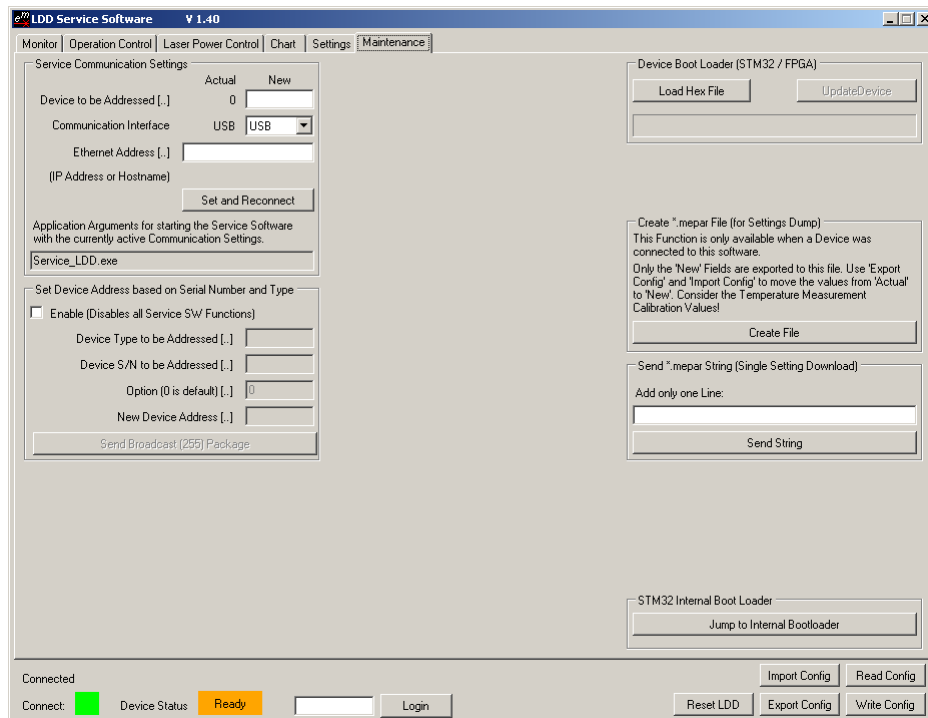 LDD Service Software V 1.40
Monitor Operation Control Laser Power Control Chart Settings Maintenance
Service Communication Settings
Actual New
Device to be Addressed [..] 0
Communication Interface USB USB
Ethernet Address [..]
(IP Address or Hostname)
Set and Reconnect
Application Arguments for starting the Service Software
with the currently active Communication Settings.
Service_LDD.exe
Set Device Address based on Serial Number and Type
Enable (Disables all Service SW Functions)
Device Type to be Addressed [..]
Device S/N to be Addressed [..]
Option (0 is default) [..] 0
New Device Address [..]
Send Broadcast (255) Package
Device Boot Loader (STM32 / FPGA)
Load Hex File UpdateDevice
Create *.mepar File (for Settings Dump)
This Function is only available when a Device was
connected to this software.
Only the 'New' Fields are exported to this file. Use 'Export
Config' and 'Import Config' to move the values from 'Actual'
to 'New'. Consider the Temperature Measurement
Calibration Values!
Create File
Send *.mepar String (Single Setting Download)
Add only one Line:
Send String
STM32 Internal Boot Loader
Jump to Internal Bootloader
Connected
Connect: Device Status Ready Login
Import Config Read Config
Reset LDD Export Config Write Config